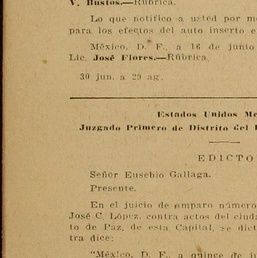 V. Bustos.—Rúbrica.
Lo que notifico a usted por me
para los efectos del auto inserto e
México, D. F., a 16 de junio
Lic. José Flores.—Rúbrica.
30 jun. a 29 ag.
Estados Unidos Me
Juzgado Primero de Distrito del
EDICTO
Señor Eusebio Gallaga.
Presente.
En el juicio de amparo número
José C. López, contra actos del ciuda
to de Paz, de esta Capital, se dict
tra dice:
"México, D. F., a quince de